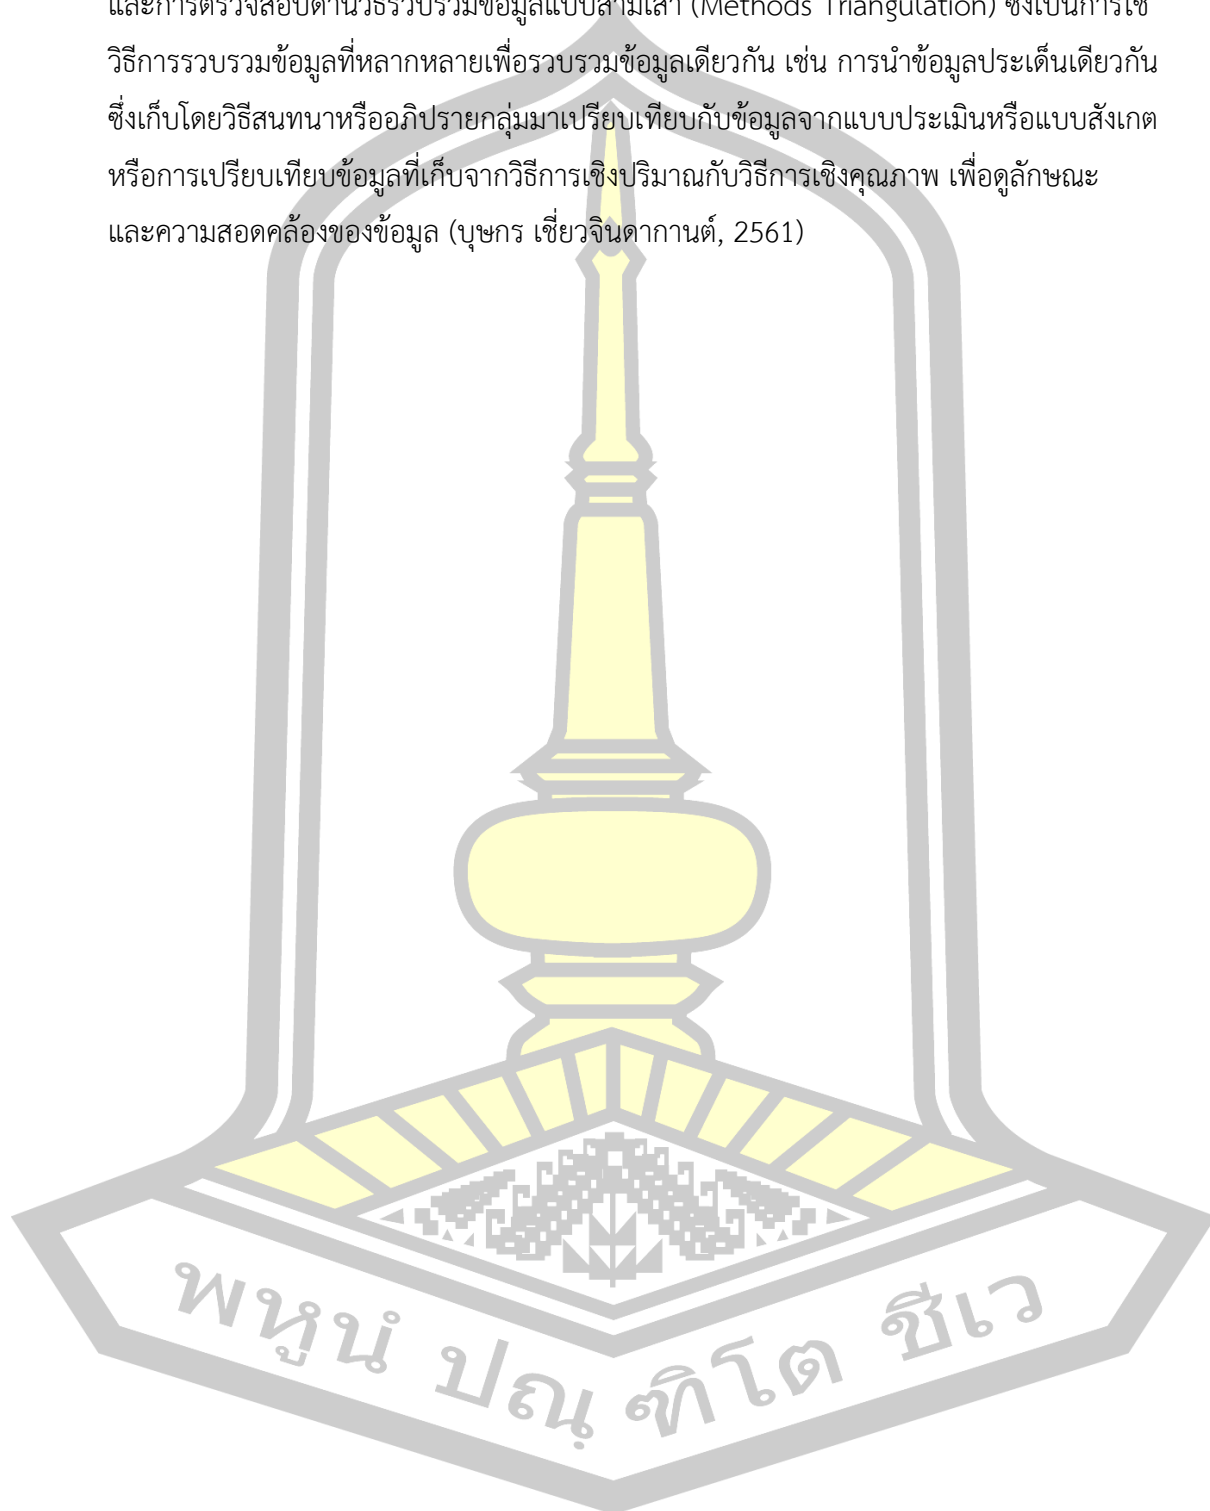 และการตรวจสอบด้านวิธีรวบรวมข้อมูลแบบสามเส้า (Methods Triangulation) ซึ่งเป็นการใช้
วิธีการรวบรวมข้อมูลที่หลากหลายเพื่อรวบรวมข้อมูลเดียวกัน เช่น การนำข้อมูลประเด็นเดียวกัน
ซึ่งเก็บโดยวิธีสนทนาหรืออภิปรายกลุ่มมาเปรียบเทียบกับข้อมูลจากแบบประเมินหรือแบบสังเกต
หรือการเปรียบเทียบข้อมูลที่เก็บจากวิธีการเชิงปริมาณกับวิธีการเชิงคุณภาพ เพื่อดูลักษณะ
และความสอดคล้องของข้อมูล (บุษกร เชี่ยวจินดากานต์, 2561)
พหูนํ ปณฺฑิโต ชีเว